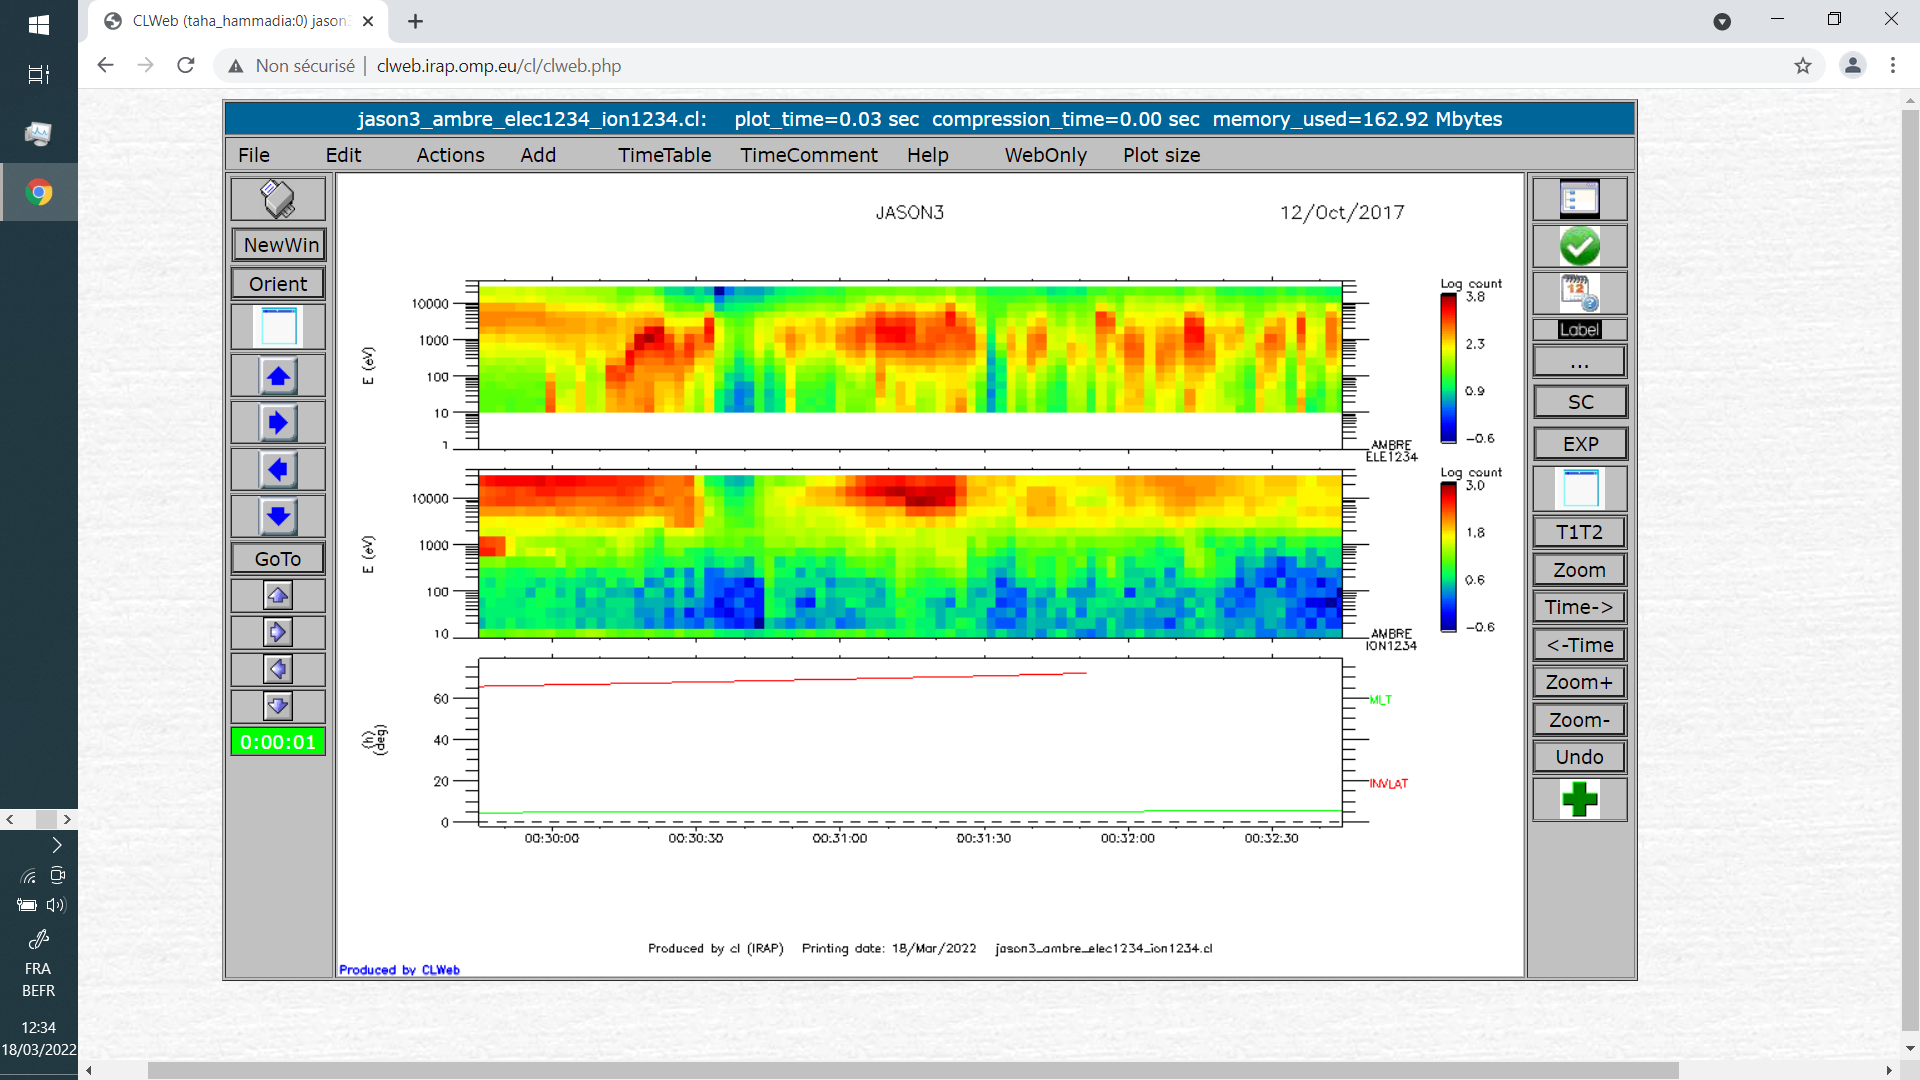 CLWeb (taha_hammadia:0) jason3
Non sécurisé | clweb.irap.omp.eu/cl/clweb.php
jason3_ambre_elec1234_ion1234.cl: plot_time=0.03 sec compression_time=0.00 sec memory_used=162.92 Mbytes
File Edit Actions Add TimeTable TimeComment Help WebOnly Plot size
NewWin
Orient
GoTo
0:00:01
JASON3 12/Oct/2017
10000
1000
100
10
1
E (eV)
Log count
3.8
2.3
0.9
-0.6
AMBRE
ELE1234
10000
1000
100
10
E (eV)
Log count
3.0
1.8
0.6
-0.6
AMBRE
ION1234
60
40
20
0
(h)
(deg)
MLT
INVLAT
00:30:00 00:30:30 00:31:00 00:31:30 00:32:00 00:32:30
Produced by cl (IRAP) Printing date: 18/Mar/2022 jason3_ambre_elec1234_ion1234.cl
Produced by CLWeb
12
Label
...
SC
EXP
T1T2
Zoom
Time->
<-Time
Zoom+
Zoom-
Undo
FRA
BEFR
12:34
18/03/2022